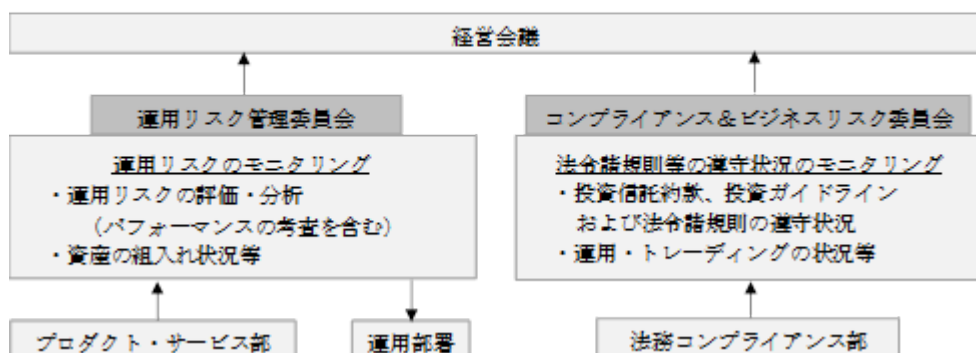 経営会議
運用リスク管理委員会
運用リスクのモニタリング
・運用リスクの評価・分析
（パフォーマンスの考査を含む）
・資産の組入れ状況等
プロダクト・サービス部
運用部署
コンプライアンス＆ビジネスリスク委員会
法令諸規則等の遵守状況のモニタリング
・投資信託約款、投資ガイドライン
および法令諸規則の遵守状況
・運用・トレーディングの状況等
法務コンプライアンス部